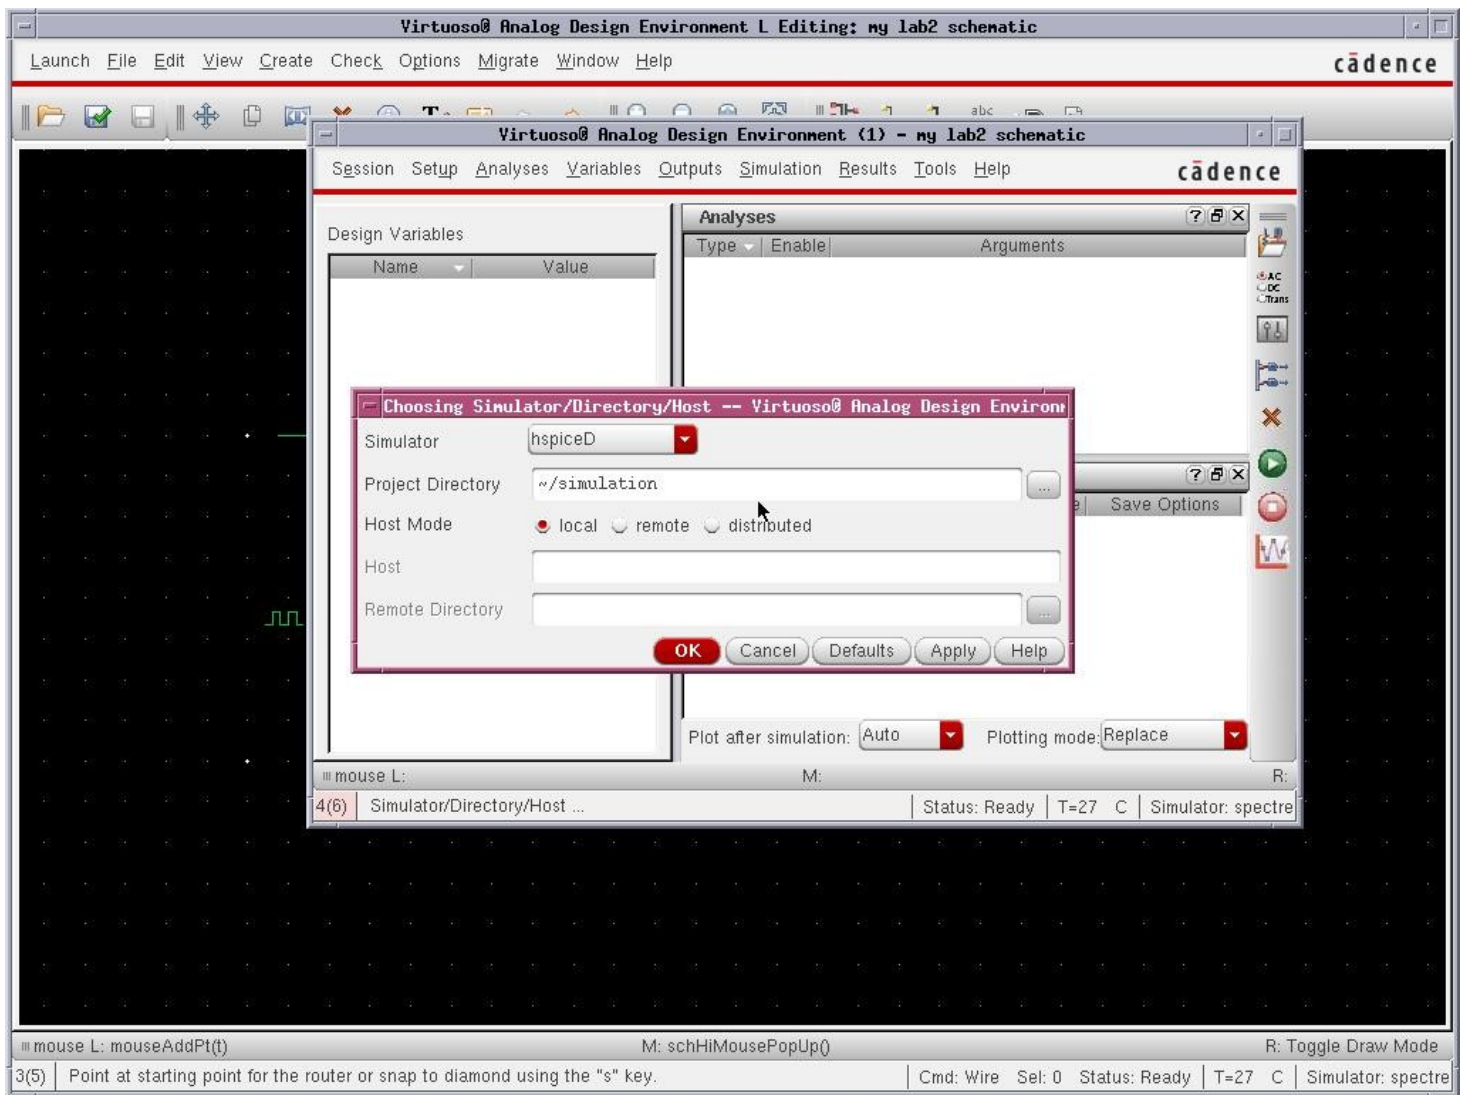 Virtuoso® Analog Design Environment L Editing: my lab2 schematic
Launch File Edit View Create Check Options Migrate Window Help
cādence
abc
Virtuoso® Analog Design Environment (1) - my lab2 schematic
Session Setup Analyses Variables Outputs Simulation Results Tools Help
cādence
Design Variables
Name Value
Analyses
Type Enable Arguments
AC
DC
Trans
Choosing Simulator/Directory/Host -- Virtuoso® Analog Design Environm
Simulator hspiceD
Project Directory ~/simulation ...
Host Mode local remote distributed
Host
Remote Directory ...
OK Cancel Defaults Apply Help
e Save Options
Plot after simulation: Auto Plotting mode: Replace
mouse L: M: R:
4(6) Simulator/Directory/Host ... Status: Ready T=27 C Simulator: spectre
mouse L: mouseAddPt(t) M: schHiMousePopUp() R: Toggle Draw Mode
3(5) Point at starting point for the router or snap to diamond using the "s" key. Cmd: Wire Sel: 0 Status: Ready T=27 C Simulator: spectre